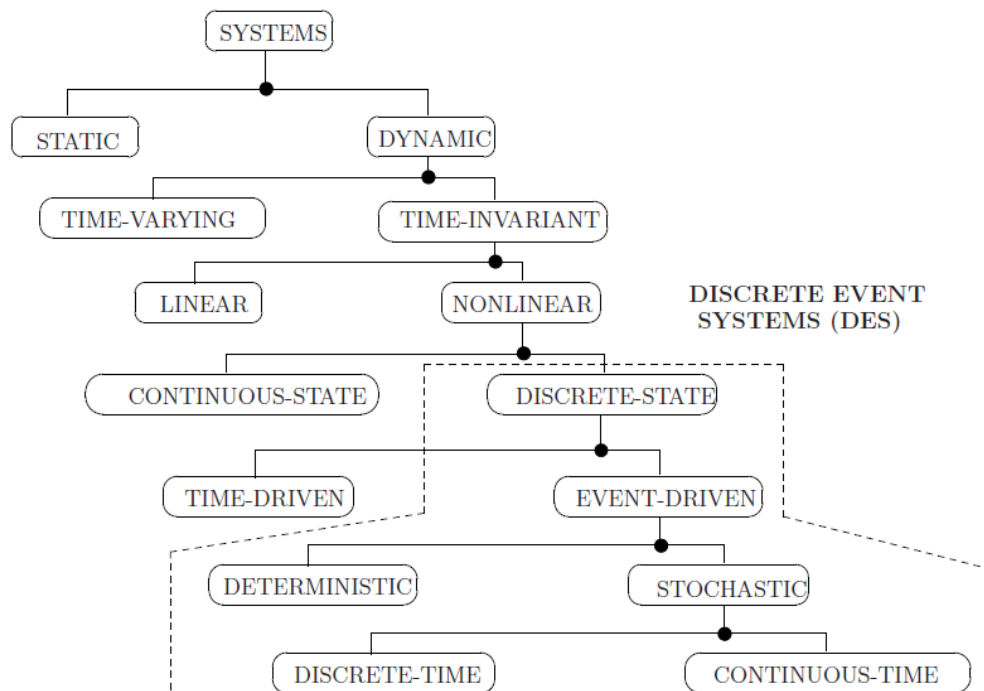 SYSTEMS
STATIC
DYNAMIC
TIME-VARYING
TIME-INVARIANT
LINEAR
NONLINEAR
DISCRETE EVENT
SYSTEMS (DES)
CONTINUOUS-STATE
DISCRETE-STATE
TIME-DRIVEN
EVENT-DRIVEN
DETERMINISTIC
STOCHASTIC
DISCRETE-TIME
CONTINUOUS-TIME